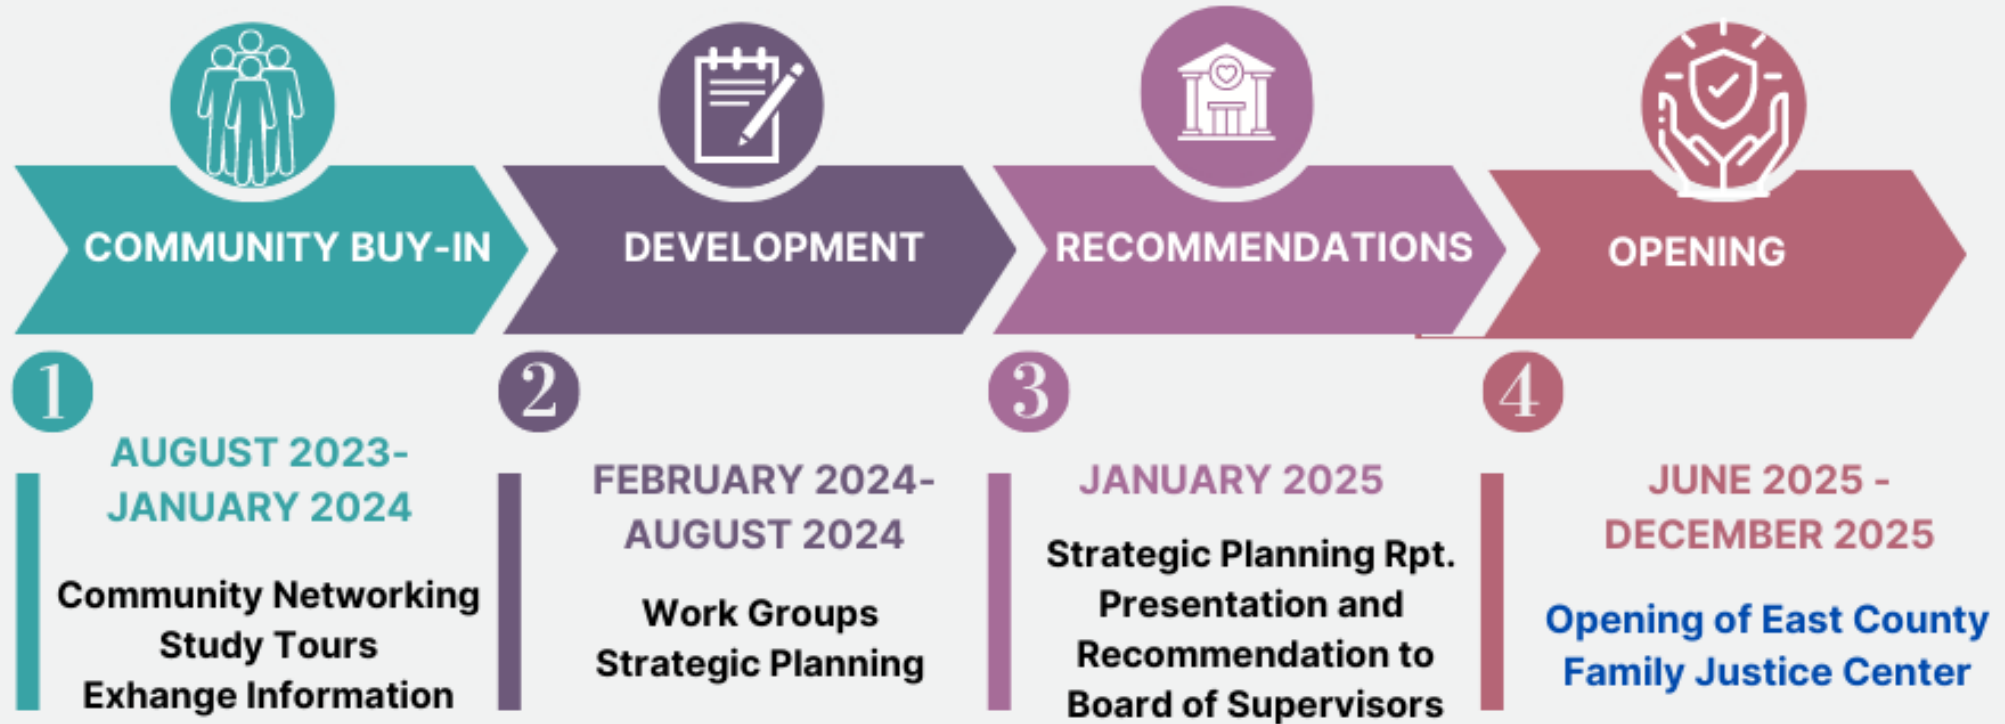 COMMUNITY BUY-IN
DEVELOPMENT
RECOMMENDATIONS
OPENING
1
AUGUST 2023-
JANUARY 2024
Community Networking
Study Tours
Exhange Information
2
FEBRUARY 2024-
AUGUST 2024
Work Groups
Strategic Planning
3
JANUARY 2025
Strategic Planning Rpt.
Presentation and
Recommendation to
Board of Supervisors
4
JUNE 2025 -
DECEMBER 2025
Opening of East County
Family Justice Center